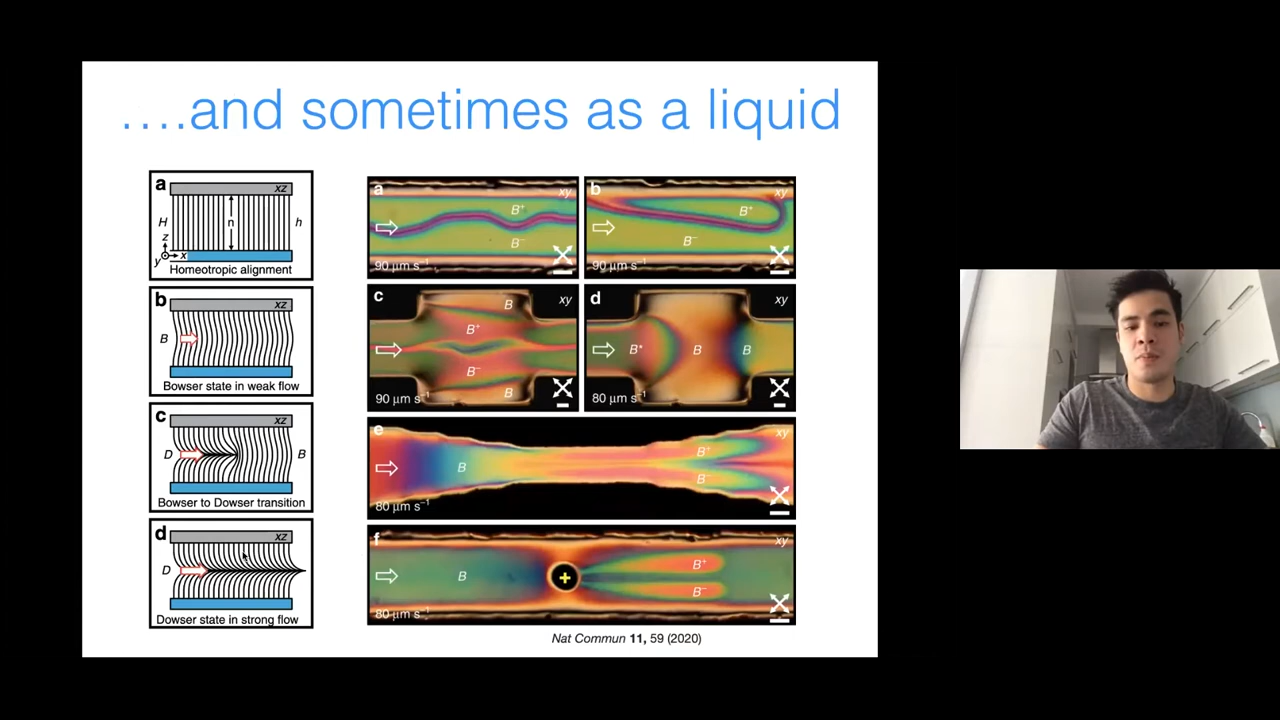 ....and sometimes as a liquid
a
xz
H
n
h
z
y
x
Homeotropic alignment
b
xz
B
Bowser state in weak flow
c
xz
D
B
Bowser to Dowser transition
d
xz
D
Dowser state in strong flow
a
xy
B+
B−
90 μm s−1
b
xy
B+
B−
90 μm s−1
c
xy
B
B+
B−
B
90 μm s−1
d
xy
B+
B
B
80 μm s−1
e
xy
B
B+
B−
80 μm s−1
f
xy
B
+
B+
B−
80 μm s−1
Nat Commun 11, 59 (2020)